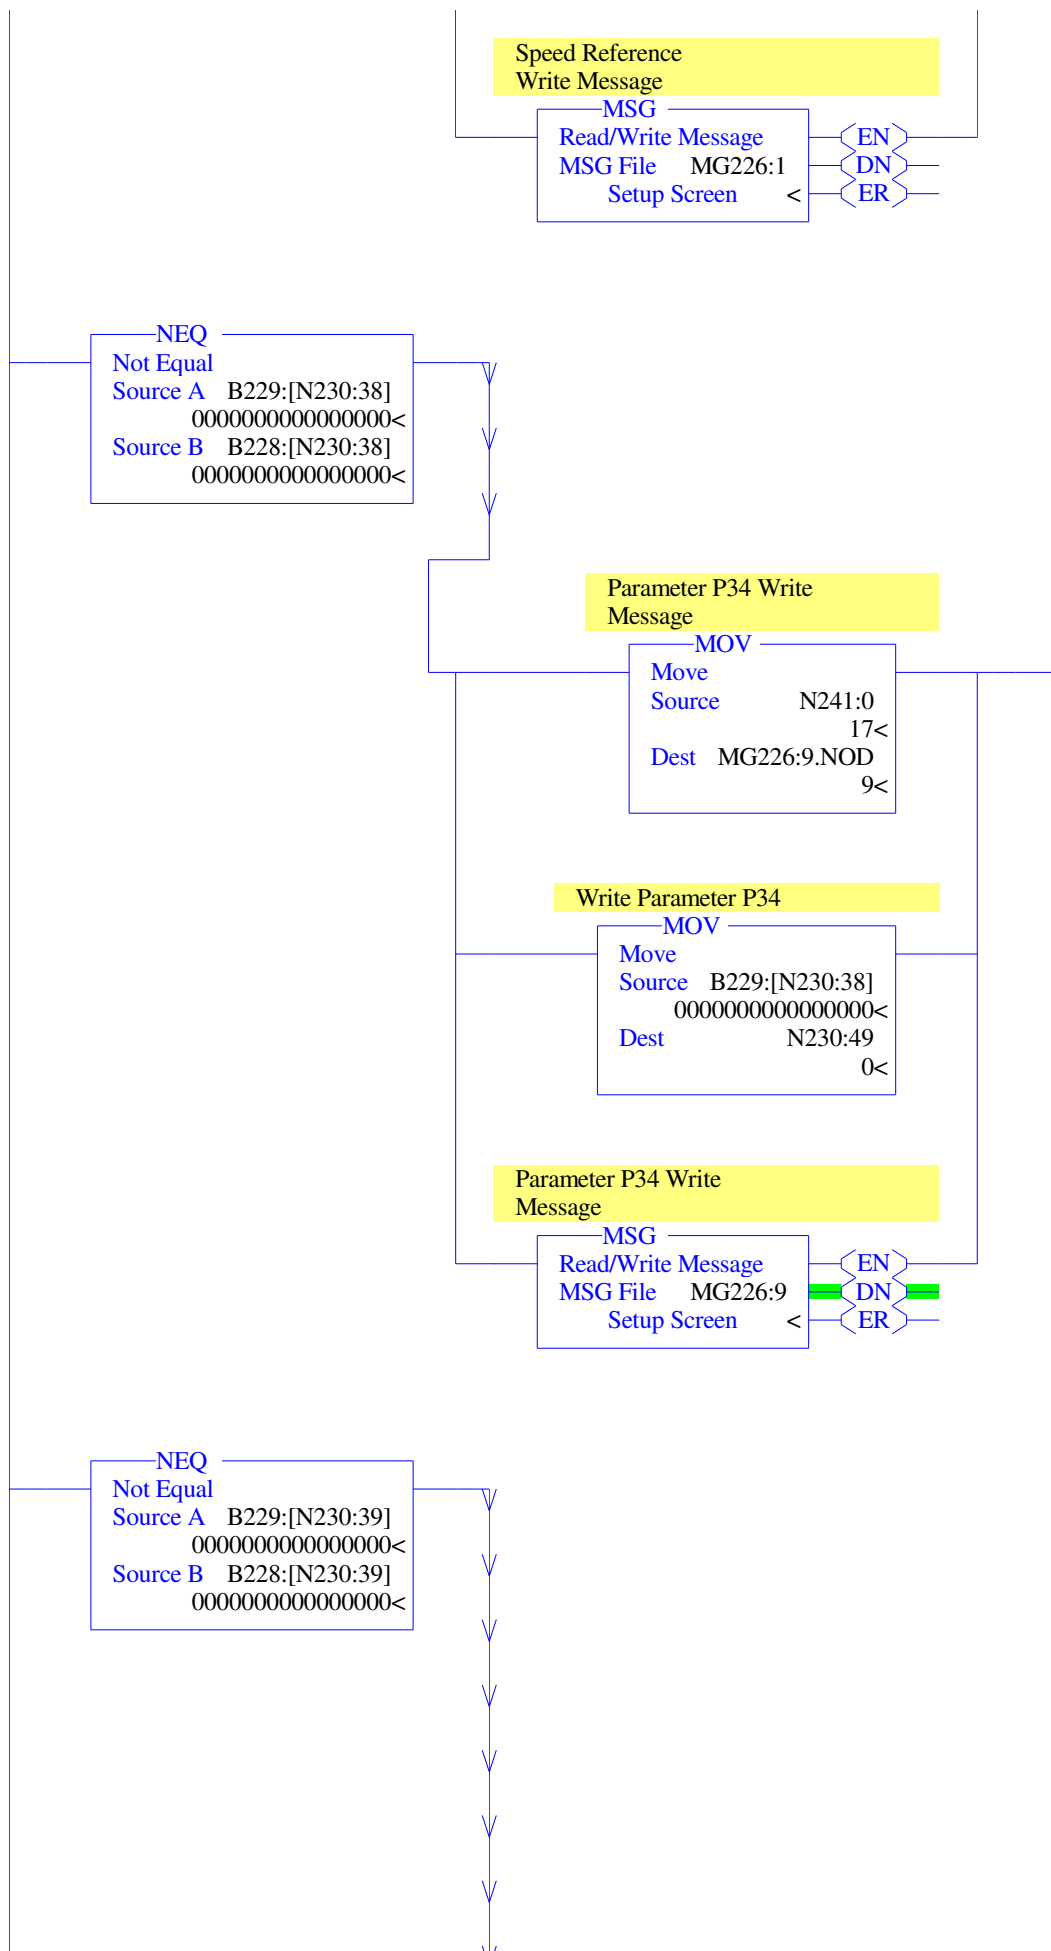 Speed Reference
Write Message
MSG
Read/Write Message
EN
MSG File MG226:1
DN
Setup Screen <
ER
NEQ
Not Equal
Source A B229:[N230:38]
0000000000000000<
Source B B228:[N230:38]
0000000000000000<
Parameter P34 Write
Message
MOV
Move
Source N241:0
17<
Dest MG226:9.NOD
9<
Write Parameter P34
MOV
Move
Source B229:[N230:38]
0000000000000000<
Dest N230:49
0<
Parameter P34 Write
Message
MSG
Read/Write Message
EN
MSG File MG226:9
DN
Setup Screen <
ER
NEQ
Not Equal
Source A B229:[N230:39]
0000000000000000<
Source B B228:[N230:39]
0000000000000000<